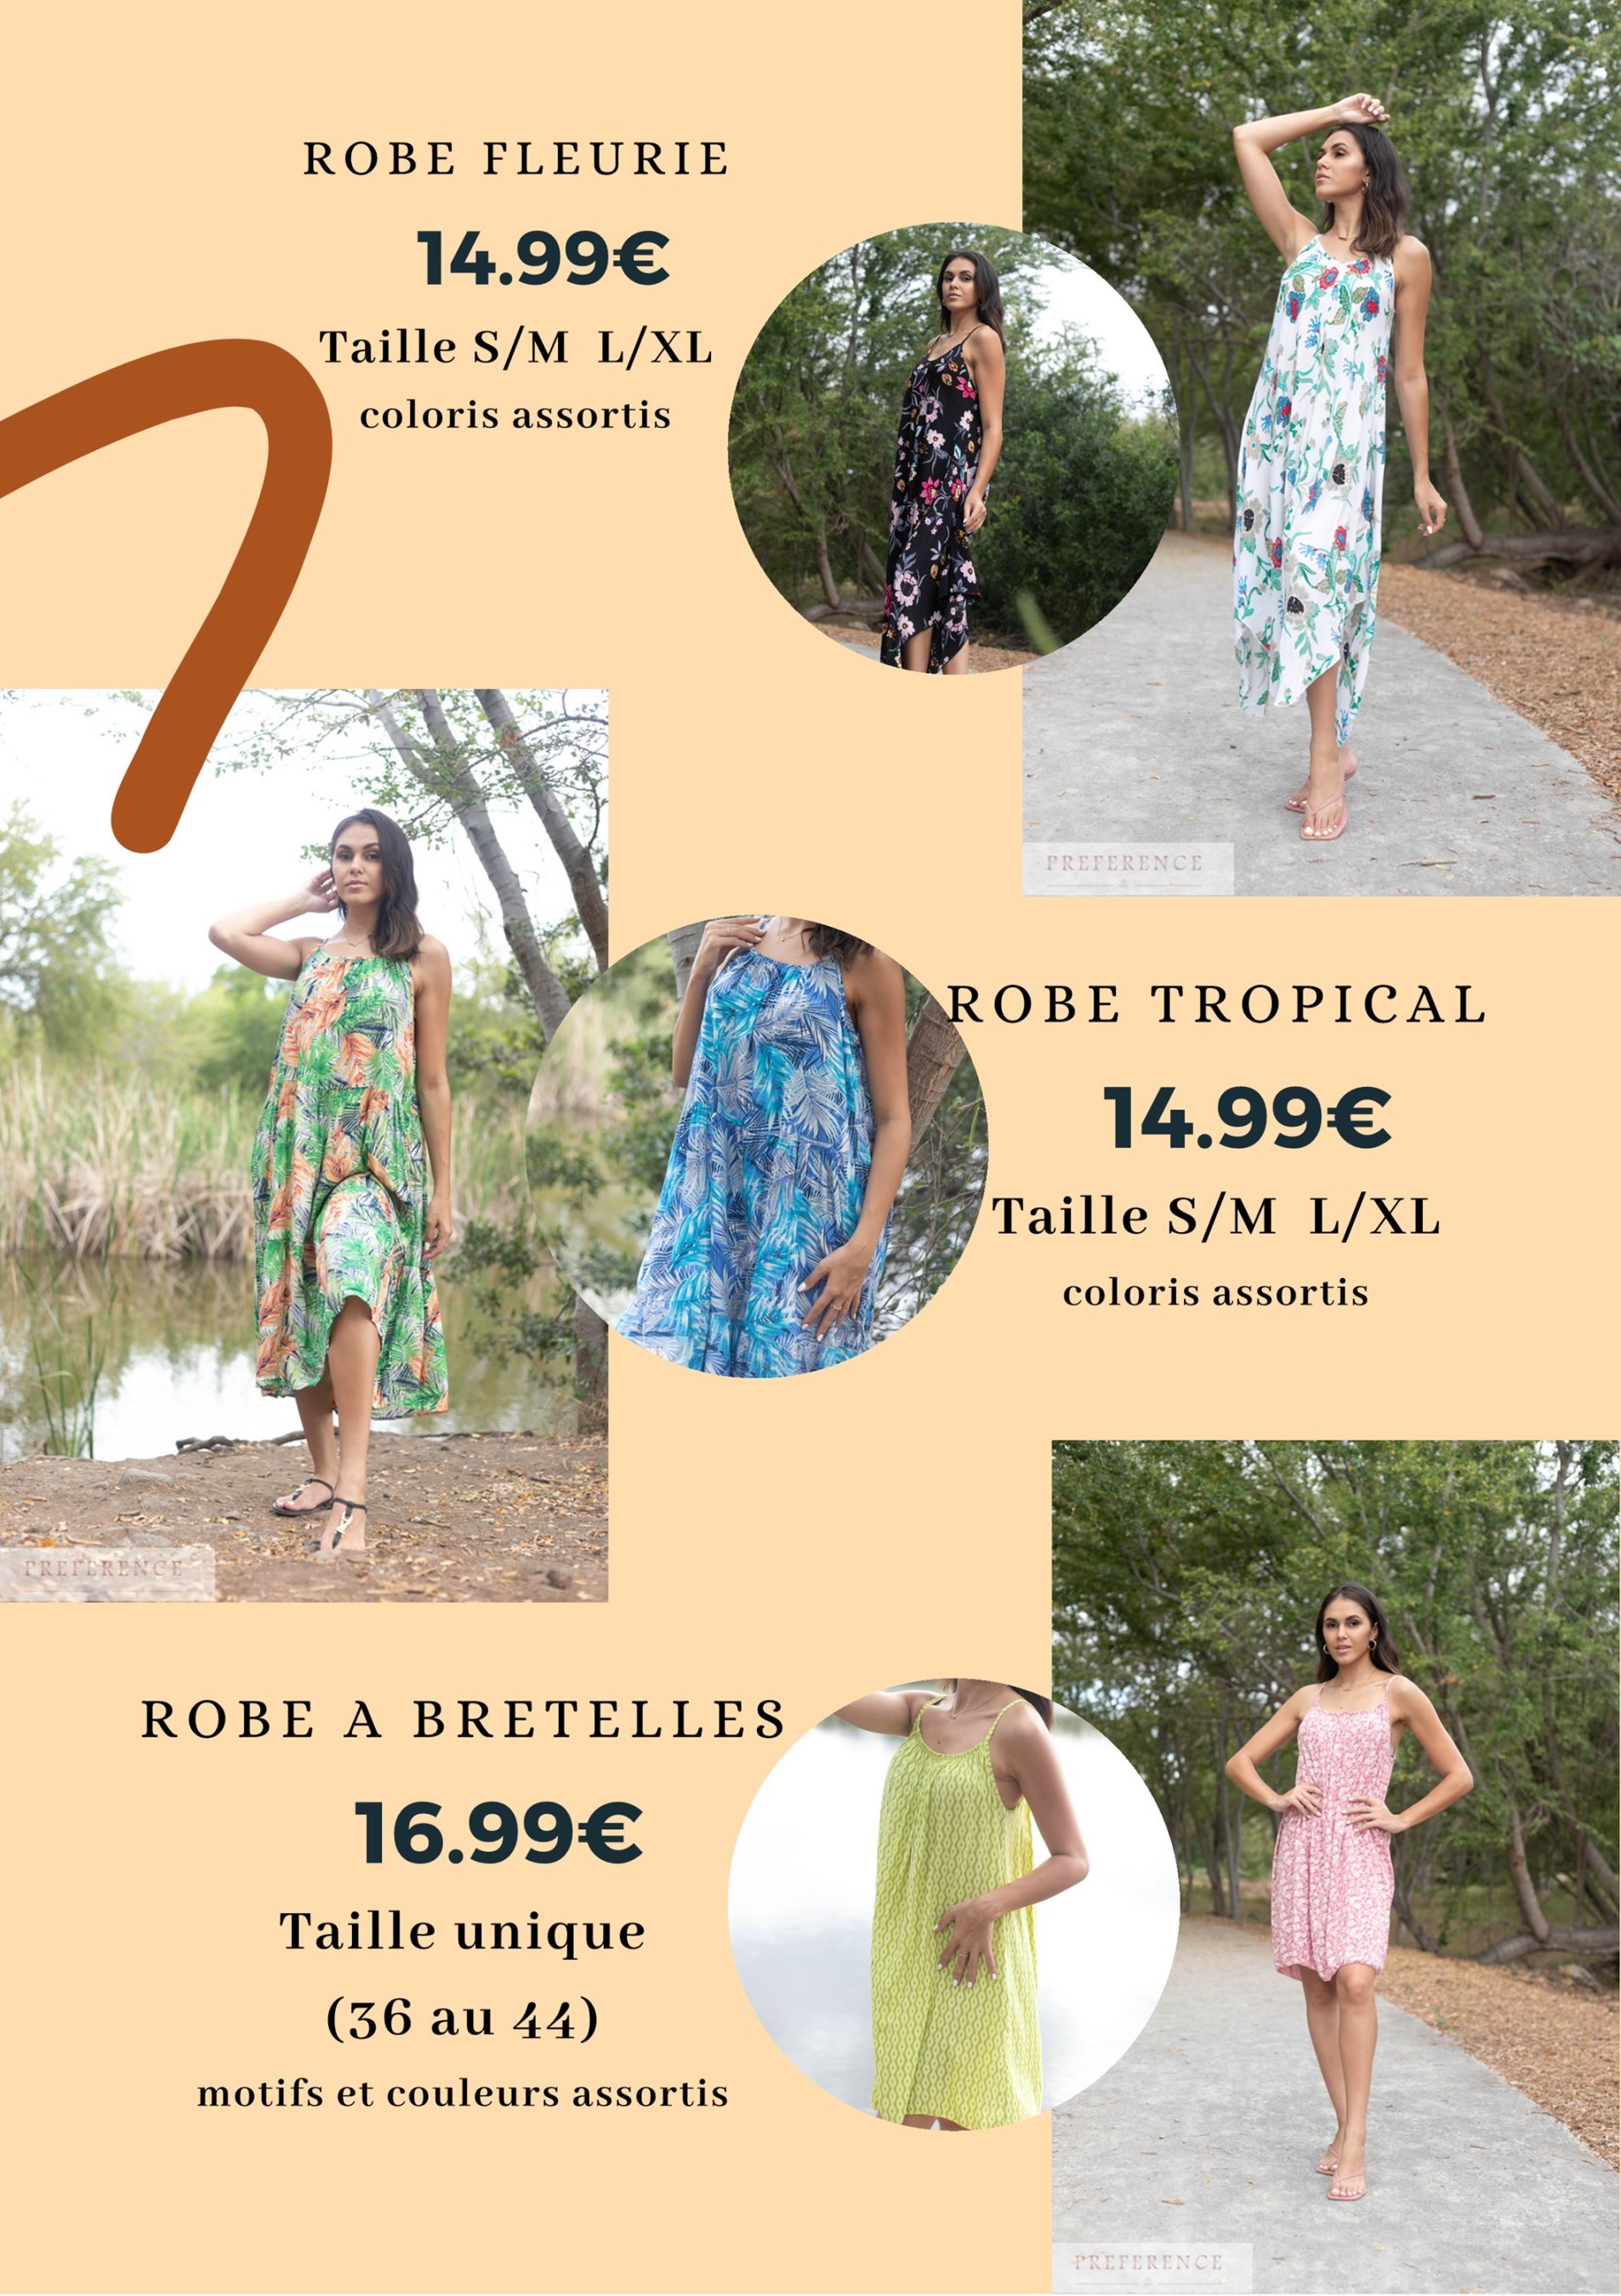 ROBE FLEURIE
14.99€
Taille S/M L/XL
coloris assortis
PREFERENCE
ROBE TROPICAL
14.99€
Taille S/M L/XL
coloris assortis
PREFERENCE
ROBE A BRETELLES
16.99€
Taille unique
(36 au 44)
motifs et couleurs assortis
PREFERENCE